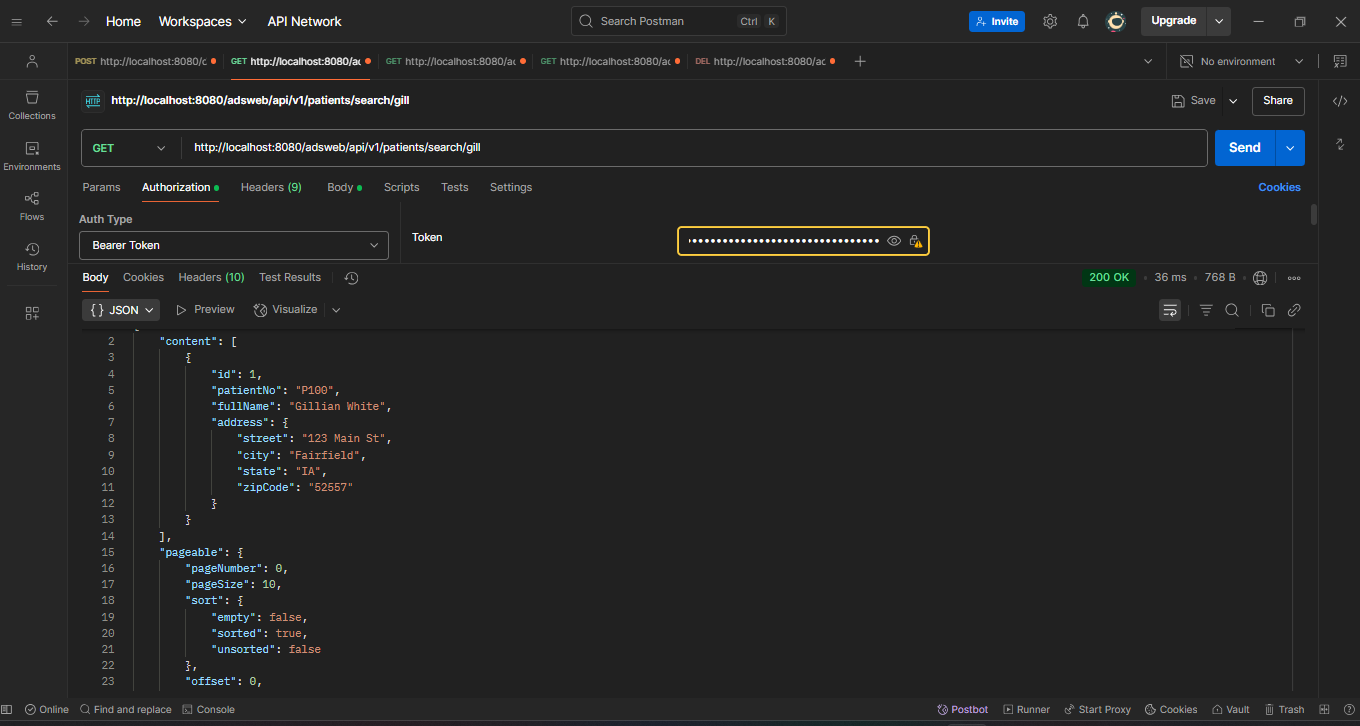 Home Workspaces API Network Search Postman Ctrl K Invite Upgrade
POST http://localhost:8080/c GET http://localhost:8080/ac GET http://localhost:8080/ac GET http://localhost:8080/ac DEL http://localhost:8080/ac No environment
HTTP http://localhost:8080/adsweb/api/v1/patients/search/gill Save Share
Collections
Environments
Flows
History
GET http://localhost:8080/adsweb/api/v1/patients/search/gill Send
Params Authorization Headers (9) Body Scripts Tests Settings Cookies
Auth Type
Bearer Token
Token
Body Cookies Headers (10) Test Results 200 OK 36 ms 768 B
{ } JSON Preview Visualize
2 "content": [
3 {
4 "id": 1,
5 "patientNo": "P100",
6 "fullName": "Gillian White",
7 "address": {
8 "street": "123 Main St",
9 "city": "Fairfield",
10 "state": "IA",
11 "zipCode": "52557"
12 }
13 }
14 ],
15 "pageable": {
16 "pageNumber": 0,
17 "pageSize": 10,
18 "sort": {
19 "empty": false,
20 "sorted": true,
21 "unsorted": false
22 },
23 "offset": 0,
Online Find and replace Console Postbot Runner Start Proxy Cookies Vault Trash